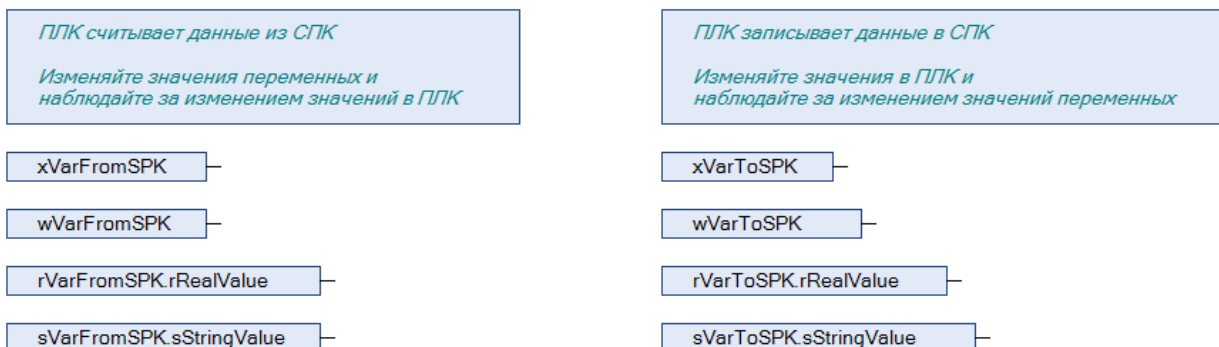 ПЛК считывает данные из СПК
Изменяйте значения переменных и
наблюдайте за изменением значений в ПЛК
xVarFromSPK
wVarFromSPK
rVarFromSPK.rRealValue
sVarFromSPK.sStringValue
ПЛК записывает данные в СПК
Изменяйте значения в ПЛК и
наблюдайте за изменением значений переменных
xVarToSPK
wVarToSPK
rVarToSPK.rRealValue
sVarToSPK.sStringValue